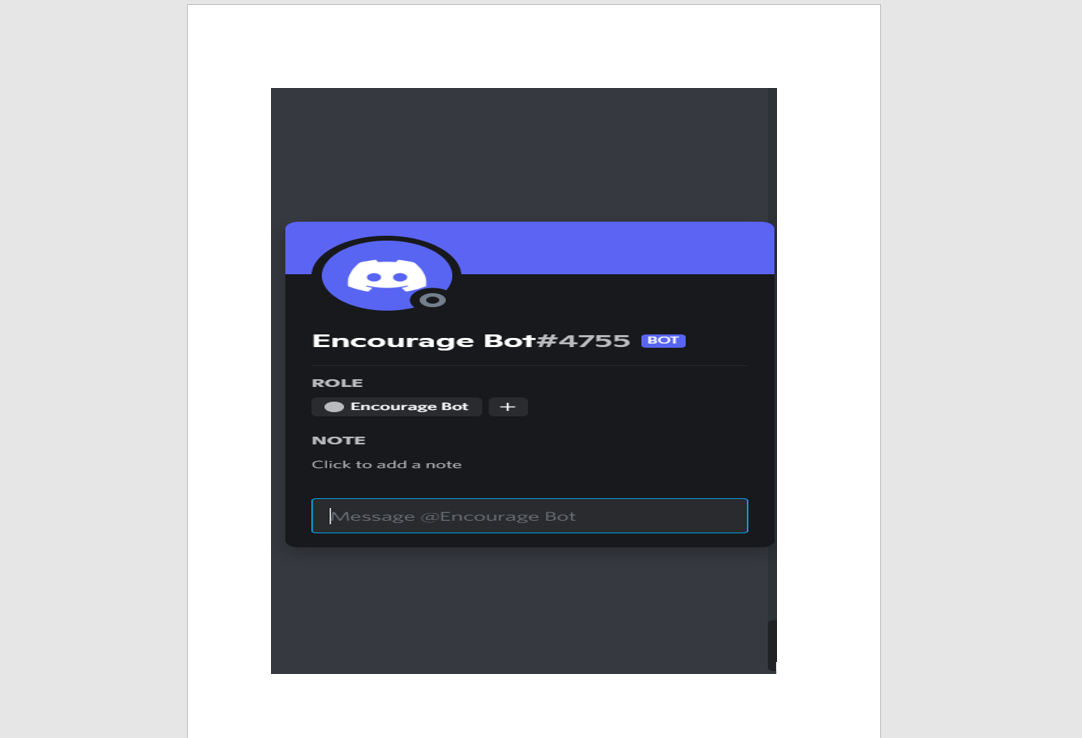 Encourage Bot#4755 BOT
ROLE
Encourage Bot +
NOTE
Click to add a note
Message @Encourage Bot